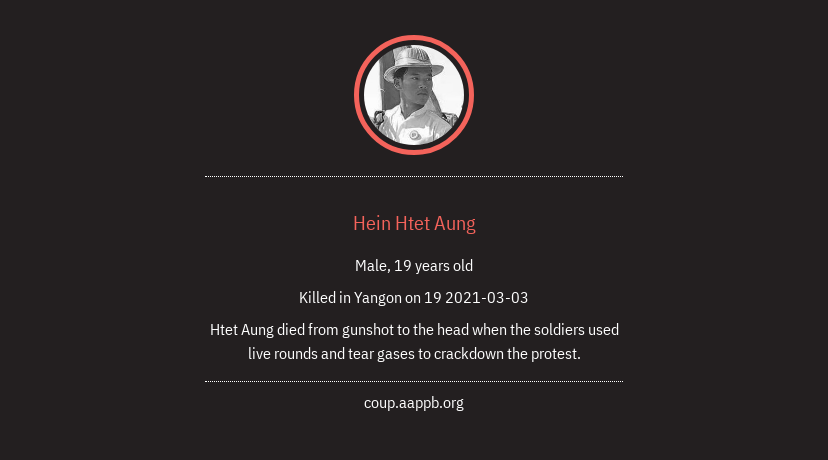 Hein Htet Aung
Male, 19 years old
Killed in Yangon on 19 2021-03-03
Htet Aung died from gunshot to the head when the soldiers used
live rounds and tear gases to crackdown the protest.
coup.aappb.org